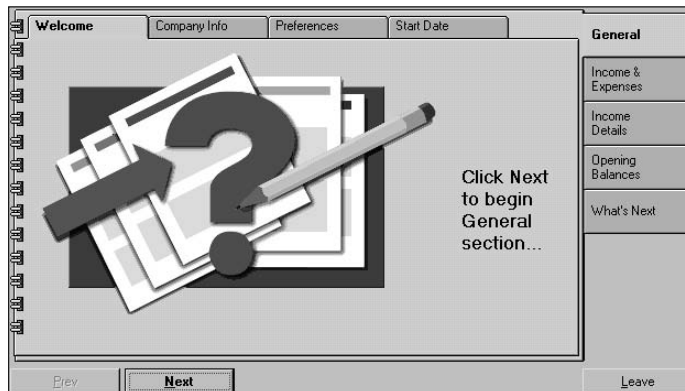 Welcome
Company Info
Preferences
Start Date
General
Income &
Expenses
Income
Details
Opening
Balances
What's Next
Click Next
to begin
General
section...
Prev
Next
Leave